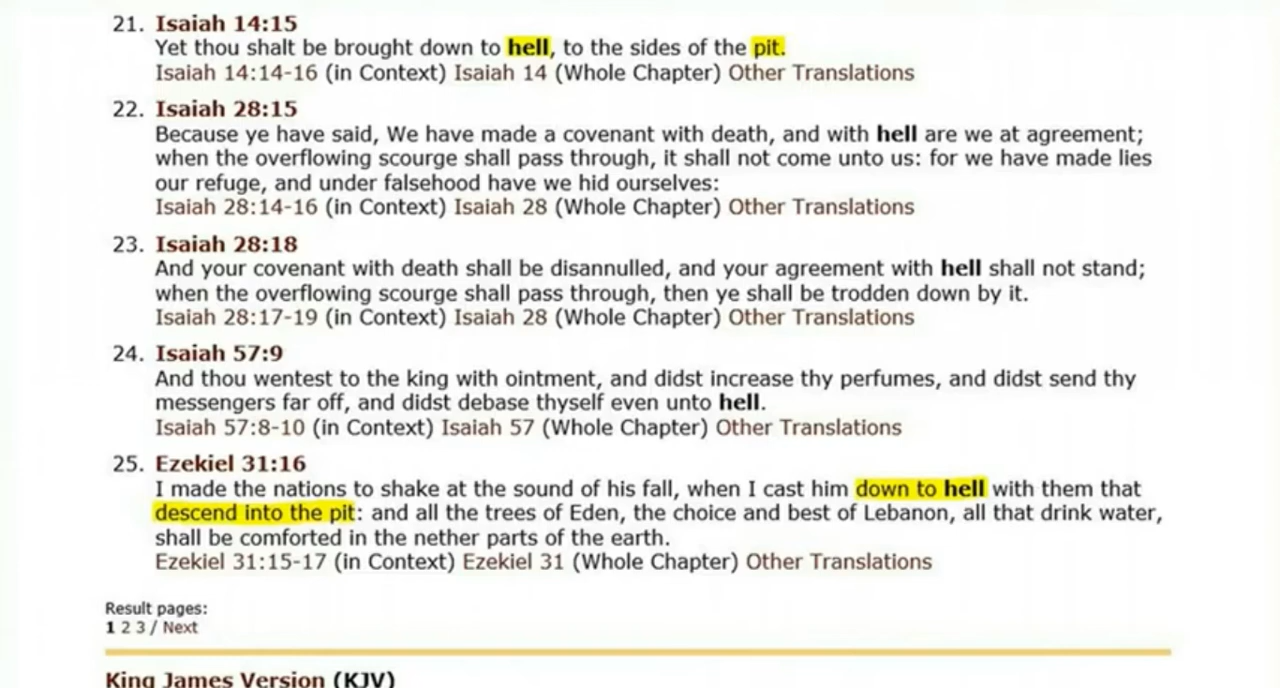 21. Isaiah 14:15
Yet thou shalt be brought down to hell, to the sides of the pit.
Isaiah 14:14-16 (in Context) Isaiah 14 (Whole Chapter) Other Translations
22. Isaiah 28:15
Because ye have said, We have made a covenant with death, and with hell are we at agreement;
when the overflowing scourge shall pass through, it shall not come unto us: for we have made lies
our refuge, and under falsehood have we hid ourselves:
Isaiah 28:14-16 (in Context) Isaiah 28 (Whole Chapter) Other Translations
23. Isaiah 28:18
And your covenant with death shall be disannulled, and your agreement with hell shall not stand;
when the overflowing scourge shall pass through, then ye shall be trodden down by it.
Isaiah 28:17-19 (in Context) Isaiah 28 (Whole Chapter) Other Translations
24. Isaiah 57:9
And thou wentest to the king with ointment, and didst increase thy perfumes, and didst send thy
messengers far off, and didst debase thyself even unto hell.
Isaiah 57:8-10 (in Context) Isaiah 57 (Whole Chapter) Other Translations
25. Ezekiel 31:16
I made the nations to shake at the sound of his fall, when I cast him down to hell with them that
descend into the pit: and all the trees of Eden, the choice and best of Lebanon, all that drink water,
shall be comforted in the nether parts of the earth.
Ezekiel 31:15-17 (in Context) Ezekiel 31 (Whole Chapter) Other Translations
Result pages:
1 2 3 / Next
King James Version (KJV)